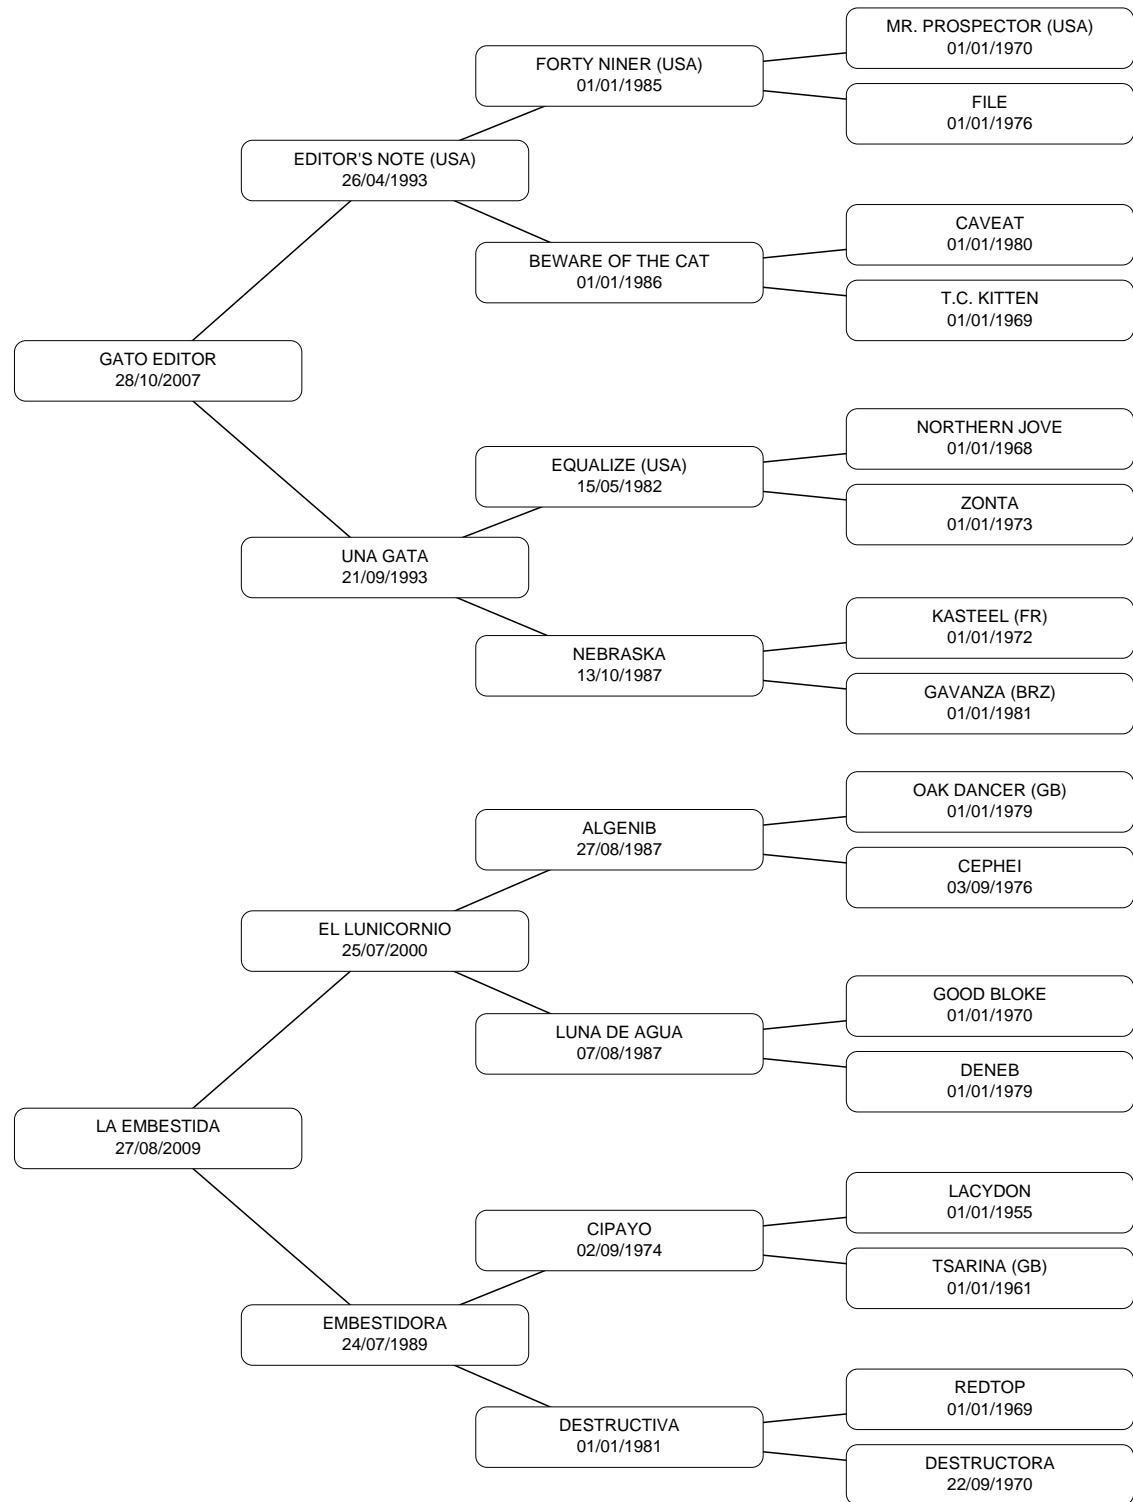 MR. PROSPECTOR (USA)
01/01/1970
FORTY NINER (USA)
01/01/1985
FILE
01/01/1976
EDITOR'S NOTE (USA)
26/04/1993
CAVEAT
01/01/1980
BEWARE OF THE CAT
01/01/1986
T.C. KITTEN
01/01/1969
GATO EDITOR
28/10/2007
NORTHERN JOVE
01/01/1968
EQUALIZE (USA)
15/05/1982
ZONTA
01/01/1973
UNA GATA
21/09/1993
KASTEEL (FR)
01/01/1972
NEBRASKA
13/10/1987
GAVANZA (BRZ)
01/01/1981
OAK DANCER (GB)
01/01/1979
ALGENIB
27/08/1987
CEPHEI
03/09/1976
EL LUNICORNIO
25/07/2000
GOOD BLOKE
01/01/1970
LUNA DE AGUA
07/08/1987
DENEB
01/01/1979
LA EMBESTIDA
27/08/2009
LACYDON
01/01/1955
CIPAYO
02/09/1974
TSARINA (GB)
01/01/1961
EMBESTIDORA
24/07/1989
REDTOP
01/01/1969
DESTRUCTIVA
01/01/1981
DESTRUCTORA
22/09/1970